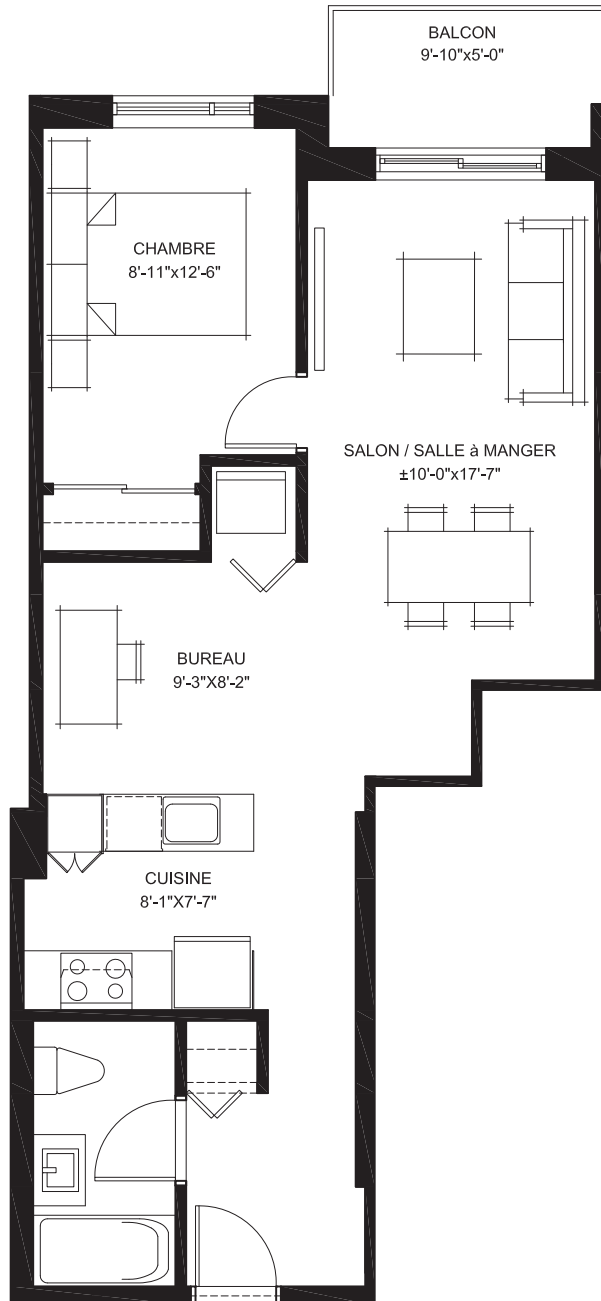 BALCON
9'-10"x5'-0"
CHAMBRE
8'-11"x12'-6"
SALON / SALLE à MANGER
±10'-0"x17'-7"
BUREAU
9'-3"X8'-2"
CUISINE
8'-1"X7'-7"